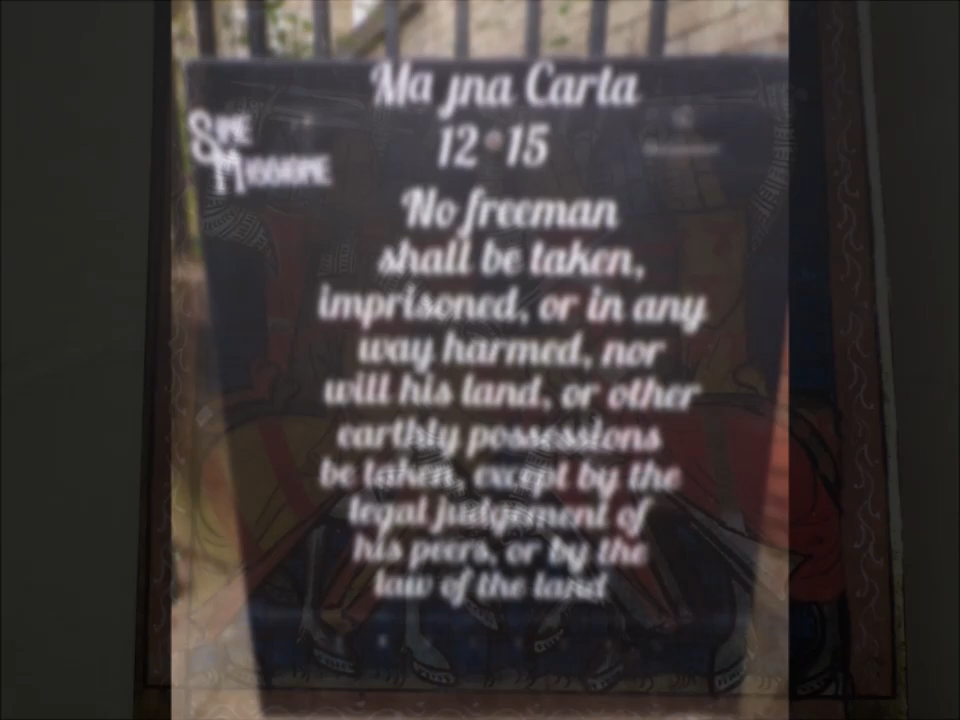 Magna Carta
12•15
No freeman
shall be taken,
imprisoned, or in any
way harmed, nor
will his land, or other
earthly possessions
be taken, except by the
legal judgement of
his peers, or by the
law of the land